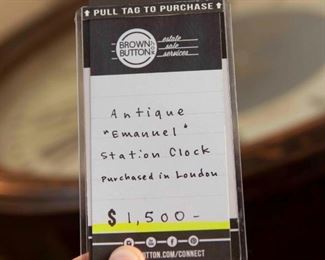 PULL TAG TO PURCHASE
BROWN
BUTTON
estate
sale
services
Antique
"Emanuel"
Station Clock
Purchased in London
$ 1,500-
BUTTON.COM/CONNECT